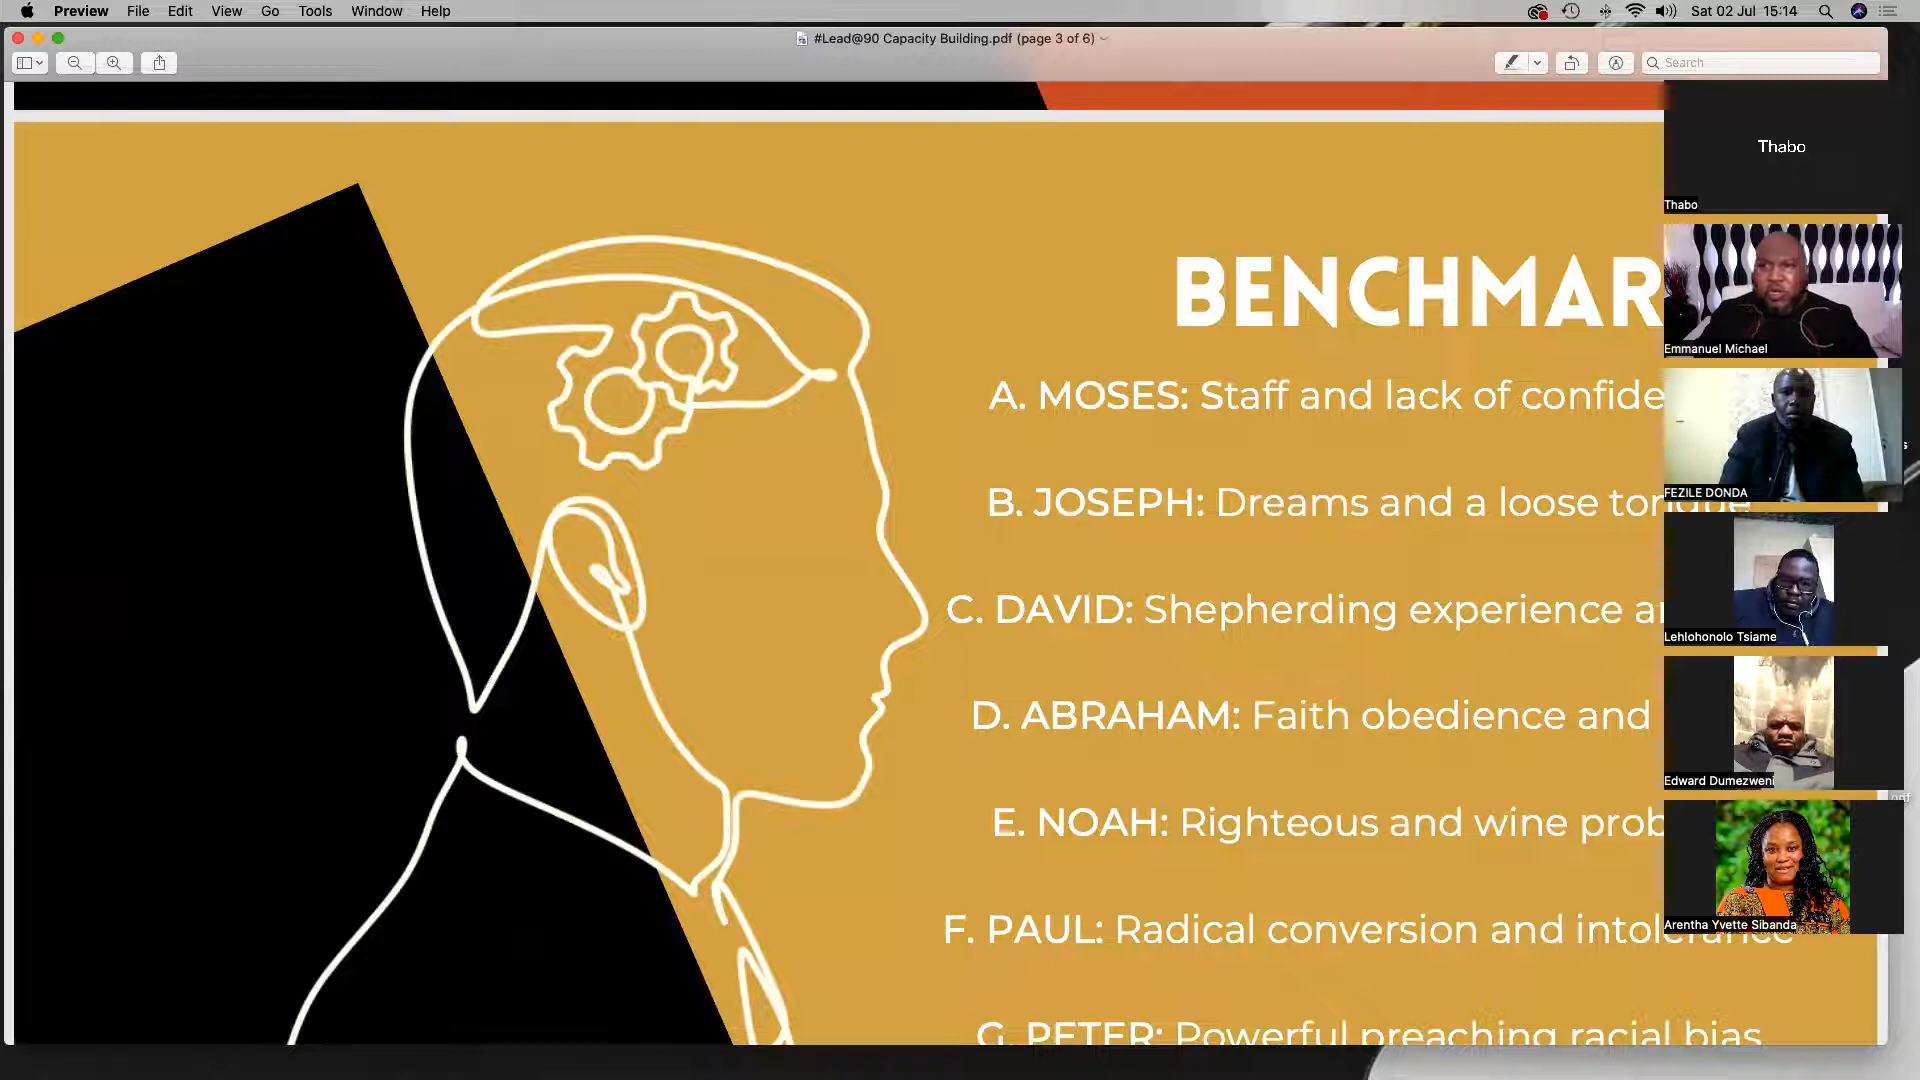 Preview File Edit View Go Tools Window Help Sat 02 Jul 15:14
#Lead@90 Capacity Building.pdf (page 3 of 6)
Search
Thabo
Thabo
BENCHMAR
Emmanuel Michael
A. MOSES: Staff and lack of confide
B. JOSEPH: Dreams and a loose tongue
FEZILE DONDA
C. DAVID: Shepherding experience a
Lehlohonolo Tsiame
D. ABRAHAM: Faith obedience and
Edward Dumezweni
E. NOAH: Righteous and wine prob
F. PAUL: Radical conversion and intolerance
Arentha Yvette Sibanda
G. PETER: Powerful preaching racial bias